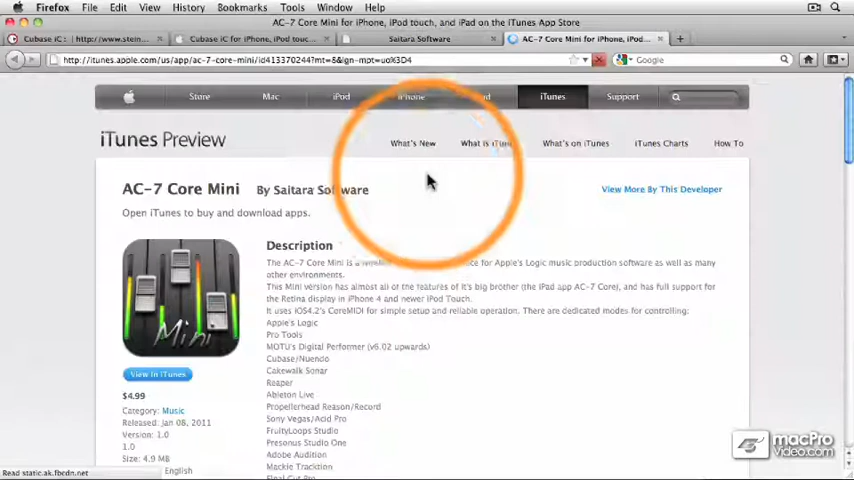 Firefox File Edit View History Bookmarks Tools Window Help
AC-7 Core Mini for iPhone, iPod touch, and iPad on the iTunes App Store
Cubase iC : | http://www.stein... Cubase iC for iPhone, iPod touc... Saitara Software AC-7 Core Mini for iPhone, iPod...
http://itunes.apple.com/us/app/ac-7-core-mini/id413370244?mt=8&ign-mpt=uo%3D4 Google
Store Mac iPod iPhone iTunes Support
iTunes Preview What's New What is iTunes What's on iTunes iTunes Charts How To
AC-7 Core Mini By Saitara Software View More By This Developer
Open iTunes to buy and download apps.
Description
The AC-7 Core Mini is a for Apple's Logic music production software as well as many
other environments.
This Mini version has almost all of the features of it's big brother (the iPad app AC-7 Core), and has full support for
the Retina display in iPhone 4 and newer iPod Touch.
It uses iOS4.2's CoreMIDI for simple setup and reliable operation. There are dedicated modes for controlling:
Apple's Logic
Pro Tools
MOTU's Digital Performer (v6.02 upwards)
Cubase/Nuendo
Cakewalk Sonar
Reaper
Ableton Live
Propellerhead Reason/Record
Sony Vegas/Acid Pro
FruityLoops Studio
Presonus Studio One
Adobe Audition
Mackie Tracktion
Final Cut Pro
Mini
View In iTunes
$4.99
Category: Music
Released: Jan 08, 2011
Version: 1.0
1.0
Size: 4.9 MB
English
Read static.ak.fbcdn.net
macPro
Video.com